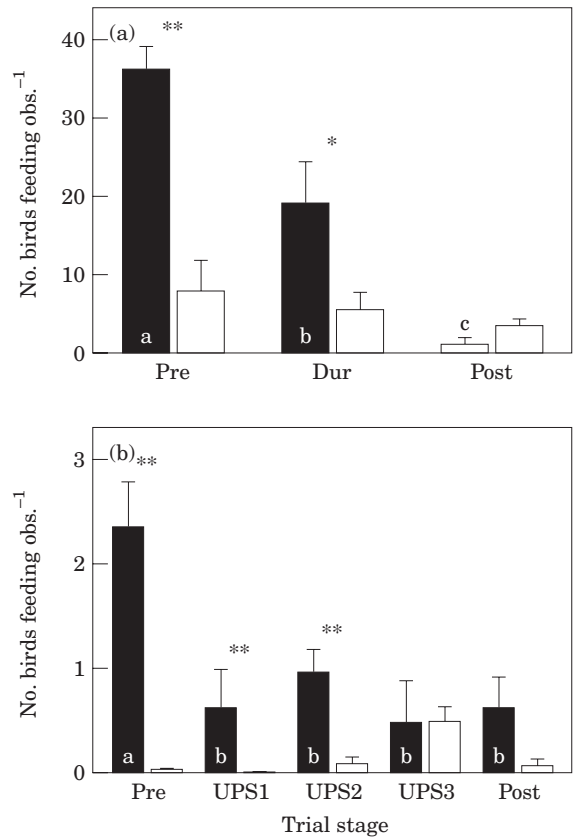 (a)
**
*
No. birds feeding obs.⁻¹
40
30
20
10
0
a
b
c
Pre Dur Post
(b)
**
**
**
No. birds feeding obs.⁻¹
3
2
1
0
a
b
b
b
b
Pre UPS1 UPS2 UPS3 Post
Trial stage